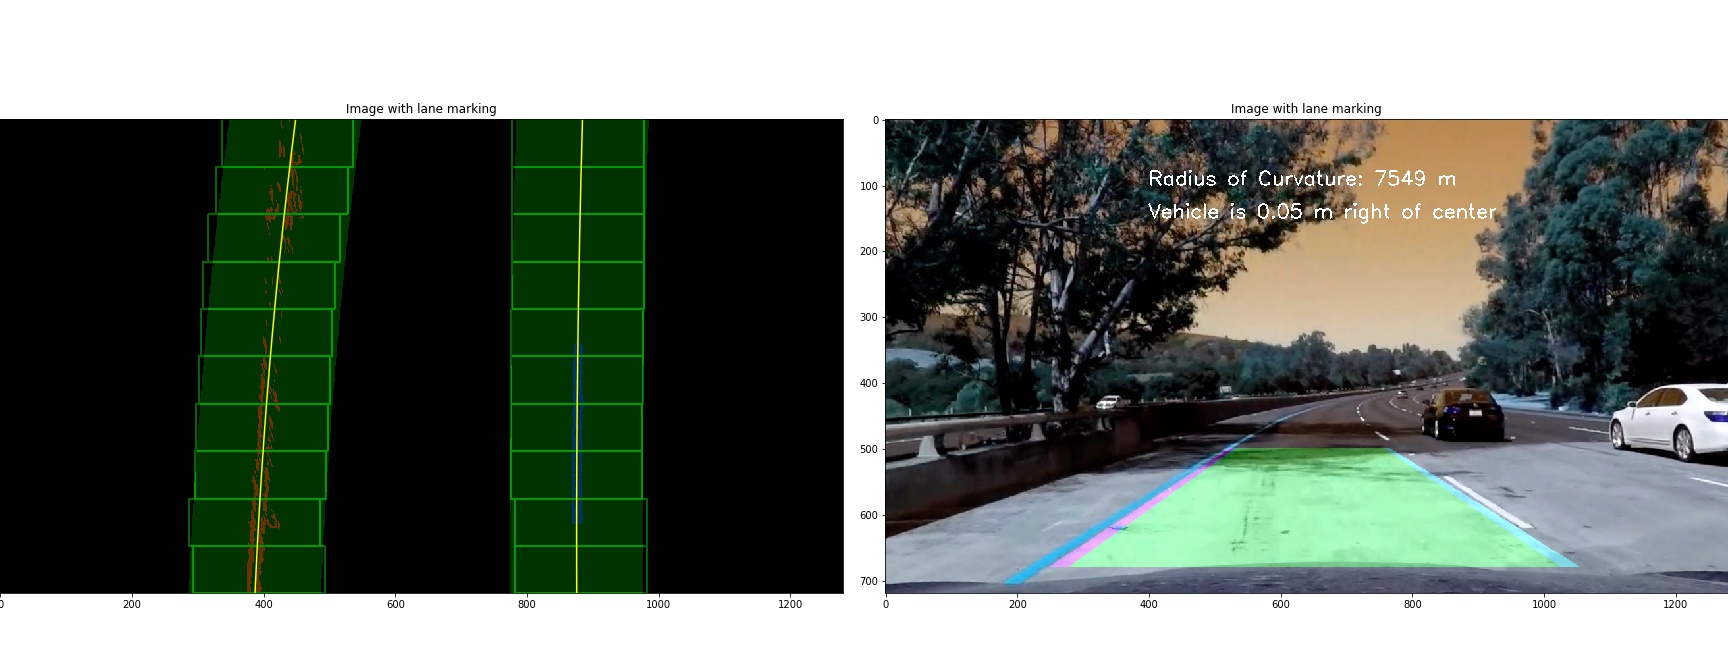 Image with lane marking
0 200 400 600 800 1000 1200
Image with lane marking
Radius of Curvature: 7549 m
Vehicle is 0.05 m right of center
0
100
200
300
400
500
600
700
0 200 400 600 800 1000 1200